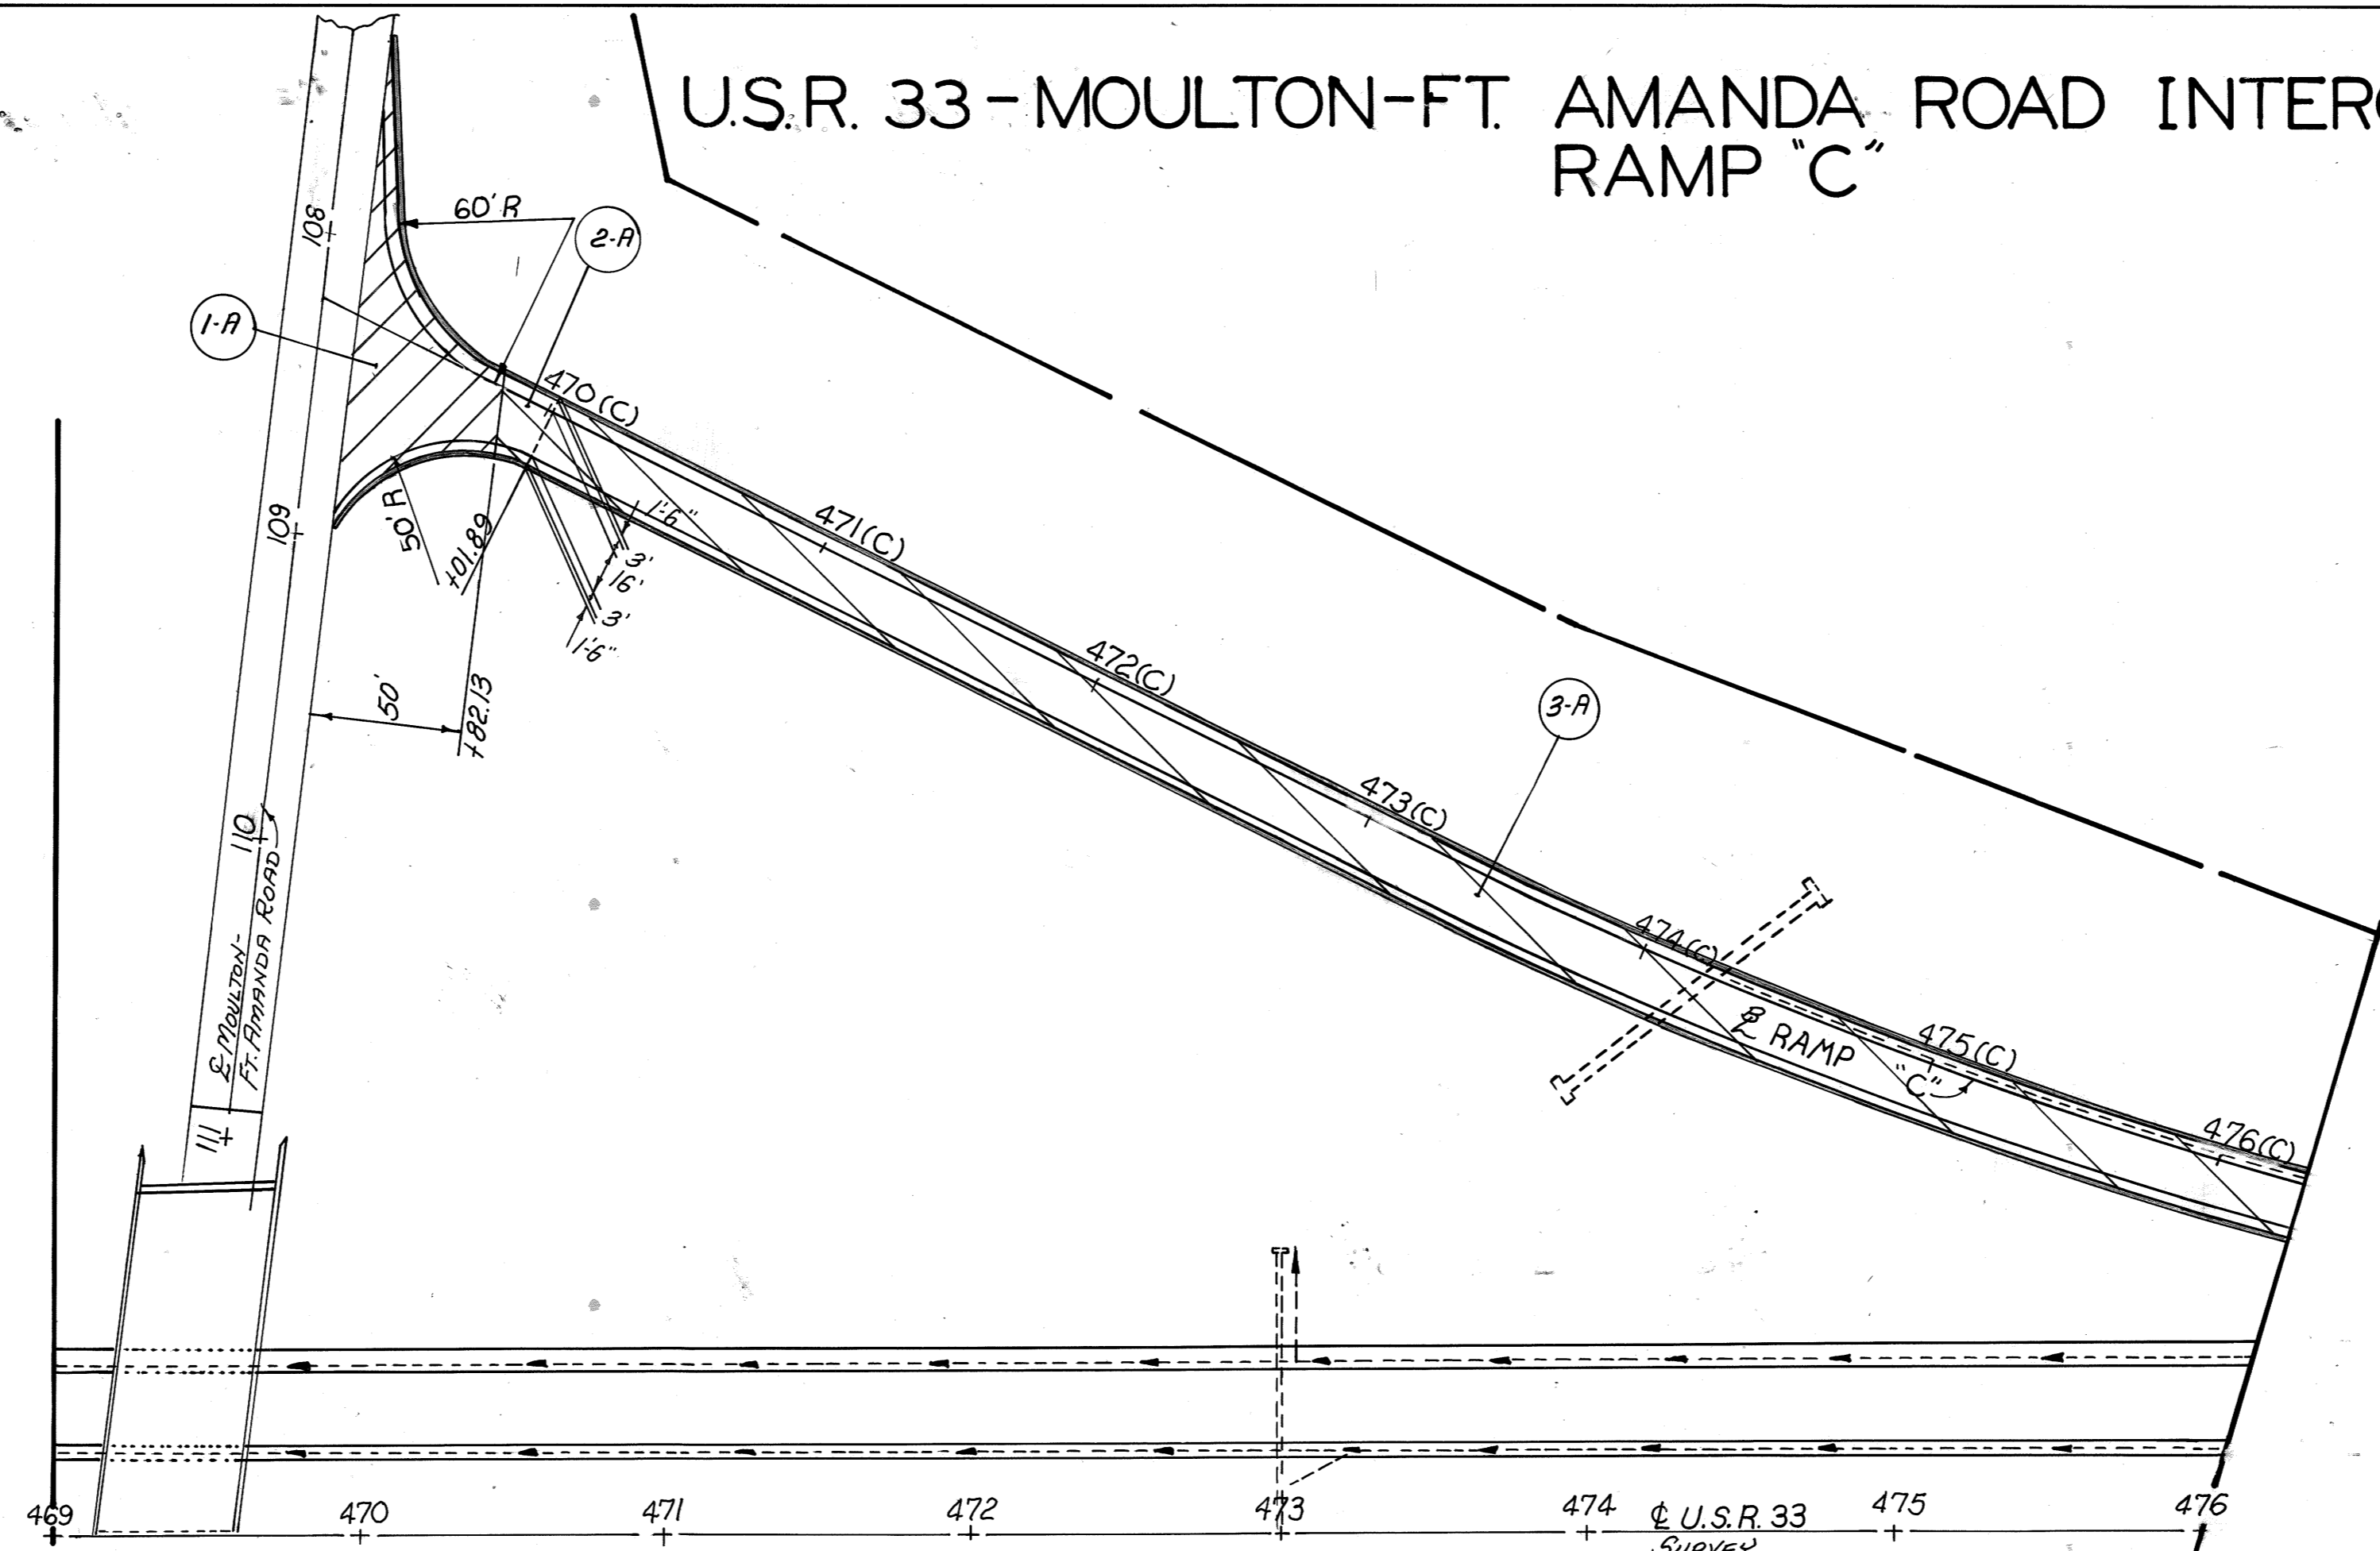 U.S.R. 33 - MOULTON-FT. AMANDA ROAD INTER
RAMP "C"
60' R
2-A
108
1-A
470(C)
109
50' R
+01.89
1'-6"
3'
16'
3'
1'-6"
471(C)
50'
+82.13
472(C)
3-A
473(C)
110
℄ MOULTON-
FT. AMANDA ROAD
474(C)
RAMP
"C"
475(C)
111
476(C)
469
470
471
472
473
474
℄ U.S.R. 33
SURVEY
475
476